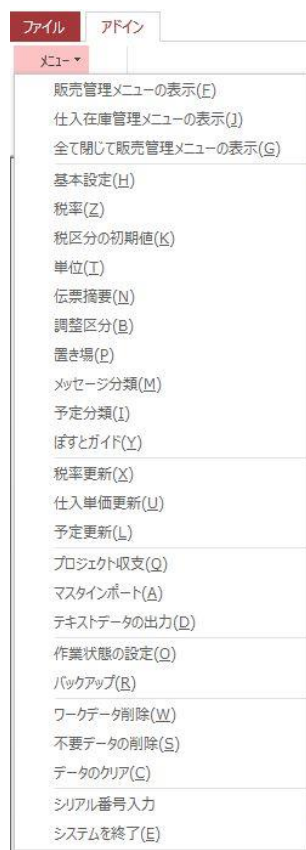 ファイル アドイン
メニュー
販売管理メニューの表示(F)
仕入在庫管理メニューの表示(J)
全て閉じて販売管理メニューの表示(G)
基本設定(H)
税率(Z)
税区分の初期値(K)
単位(T)
伝票摘要(N)
調整区分(B)
置き場(P)
メッセージ分類(M)
予定分類(I)
ぽすとガイド(Y)
税率更新(X)
仕入単価更新(U)
予定更新(L)
プロジェクト収支(Q)
マスタインポート(A)
テキストデータの出力(D)
作業状態の設定(O)
バックアップ(R)
ワークデータ削除(W)
不要データの削除(S)
データのクリア(C)
シリアル番号入力
システムを終了(E)